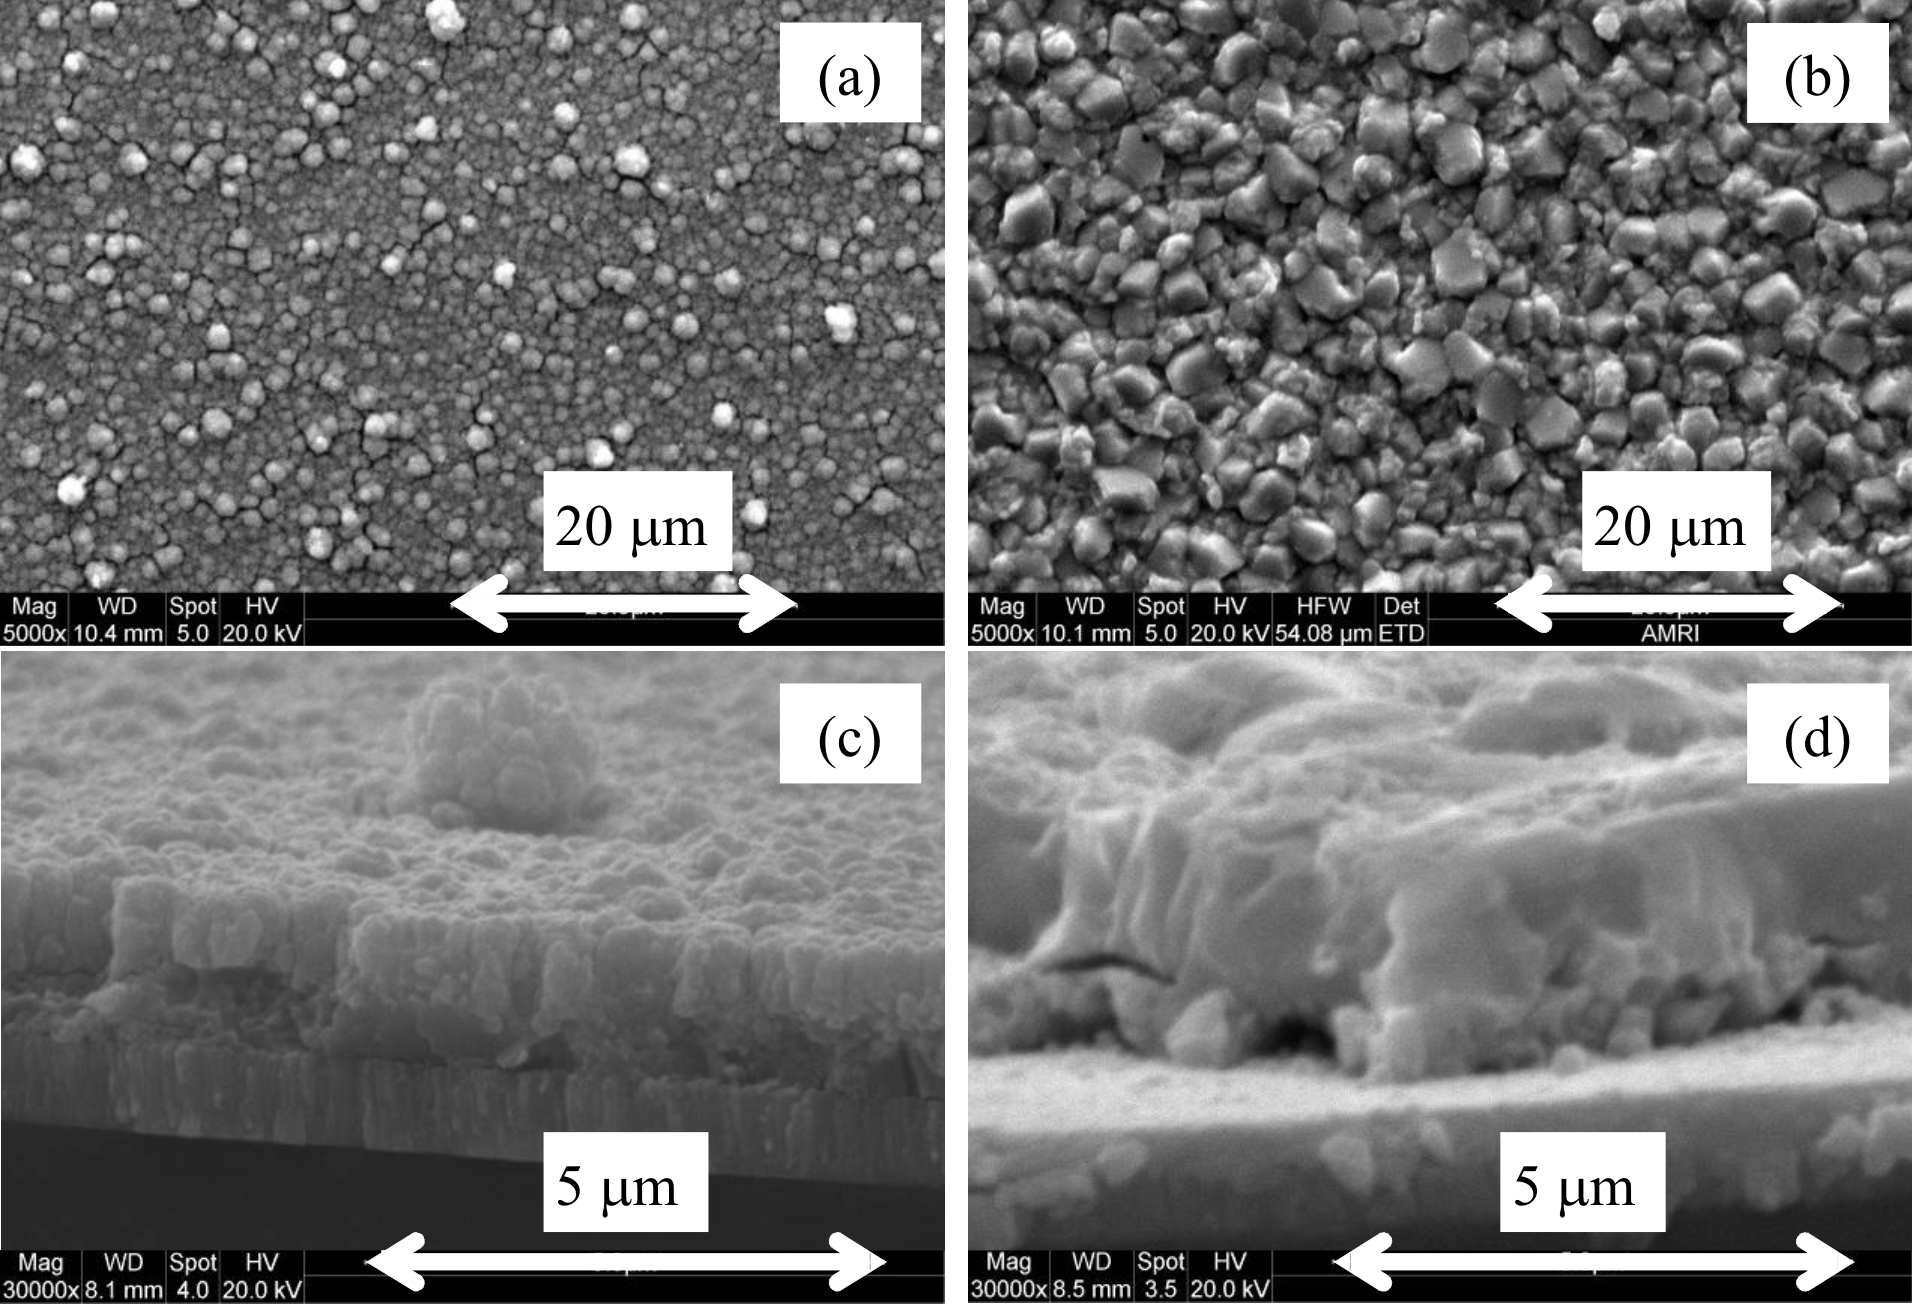 (a)
20 μm
Mag WD Spot HV
5000x 10.4 mm 5.0 20.0 kV
(b)
20 μm
Mag WD Spot HV HFW Det
5000x 10.1 mm 5.0 20.0 kV 54.08 μm ETD AMRI
(c)
5 μm
Mag WD Spot HV
30000x 8.1 mm 4.0 20.0 kV
(d)
5 μm
Mag WD Spot HV
30000x 8.5 mm 3.5 20.0 kV